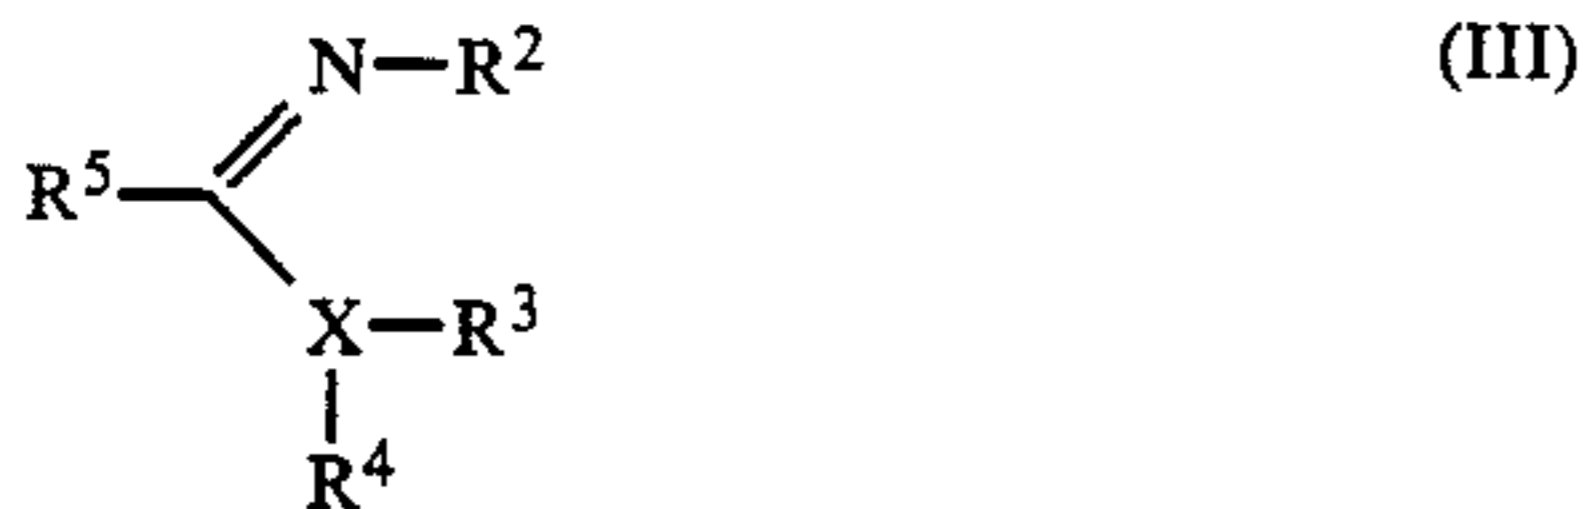 N—R² (III)
R⁵
X—R³
R⁴